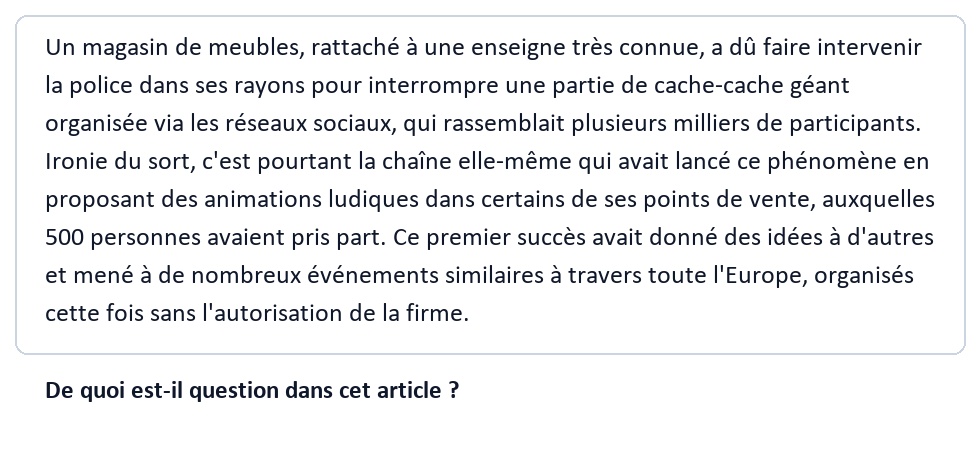 Un magasin de meubles, rattaché à une enseigne très connue, a dû faire intervenir
la police dans ses rayons pour interrompre une partie de cache-cache géant
organisée via les réseaux sociaux, qui rassemblait plusieurs milliers de participants.
Ironie du sort, c'est pourtant la chaîne elle-même qui avait lancé ce phénomène en
proposant des animations ludiques dans certains de ses points de vente, auxquelles
500 personnes avaient pris part. Ce premier succès avait donné des idées à d'autres
et mené à de nombreux événements similaires à travers toute l'Europe, organisés
cette fois sans l'autorisation de la firme.
De quoi est-il question dans cet article ?